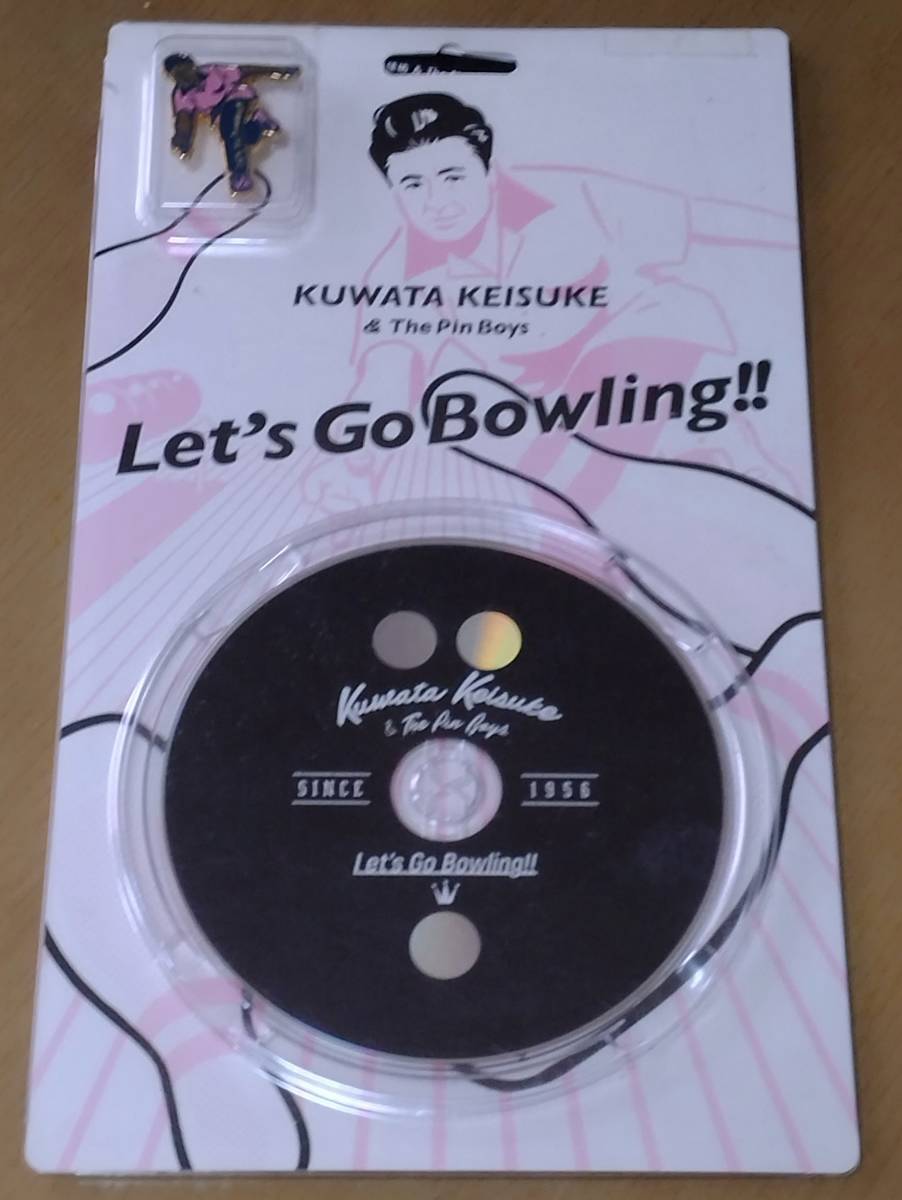 KUWATA KEISUKE
& The Pin Boys
Let's Go Bowling!!
Kuwata Keisuke
& The Pin Boys
SINCE 1956
Let's Go Bowling!!